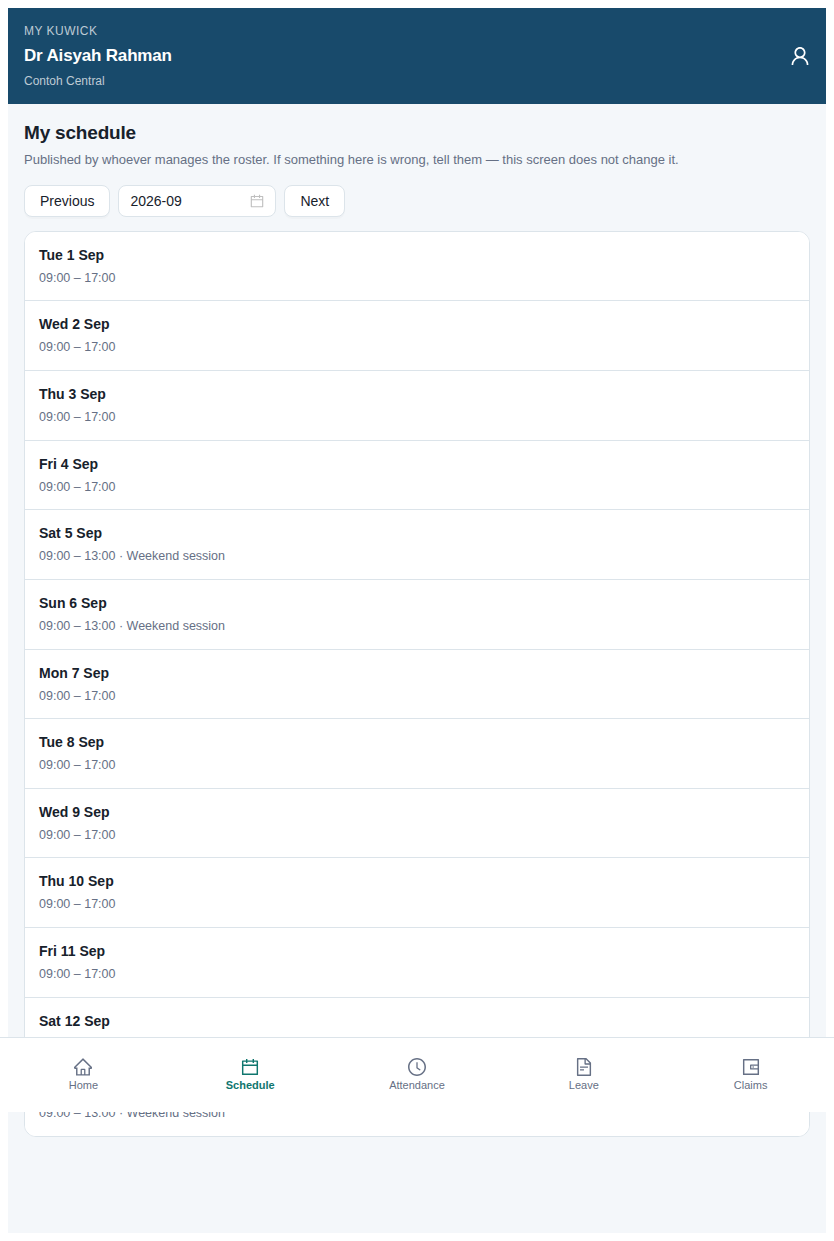 MY KUWICK
Dr Aisyah Rahman
Contoh Central
My schedule
Published by whoever manages the roster. If something here is wrong, tell them — this screen does not change it.
Previous
2026-09
Next
Tue 1 Sep
09:00 – 17:00
Wed 2 Sep
09:00 – 17:00
Thu 3 Sep
09:00 – 17:00
Fri 4 Sep
09:00 – 17:00
Sat 5 Sep
09:00 – 13:00 · Weekend session
Sun 6 Sep
09:00 – 13:00 · Weekend session
Mon 7 Sep
09:00 – 17:00
Tue 8 Sep
09:00 – 17:00
Wed 9 Sep
09:00 – 17:00
Thu 10 Sep
09:00 – 17:00
Fri 11 Sep
09:00 – 17:00
Sat 12 Sep
Home
Schedule
Attendance
Leave
Claims
09:00 – 13:00 · Weekend session